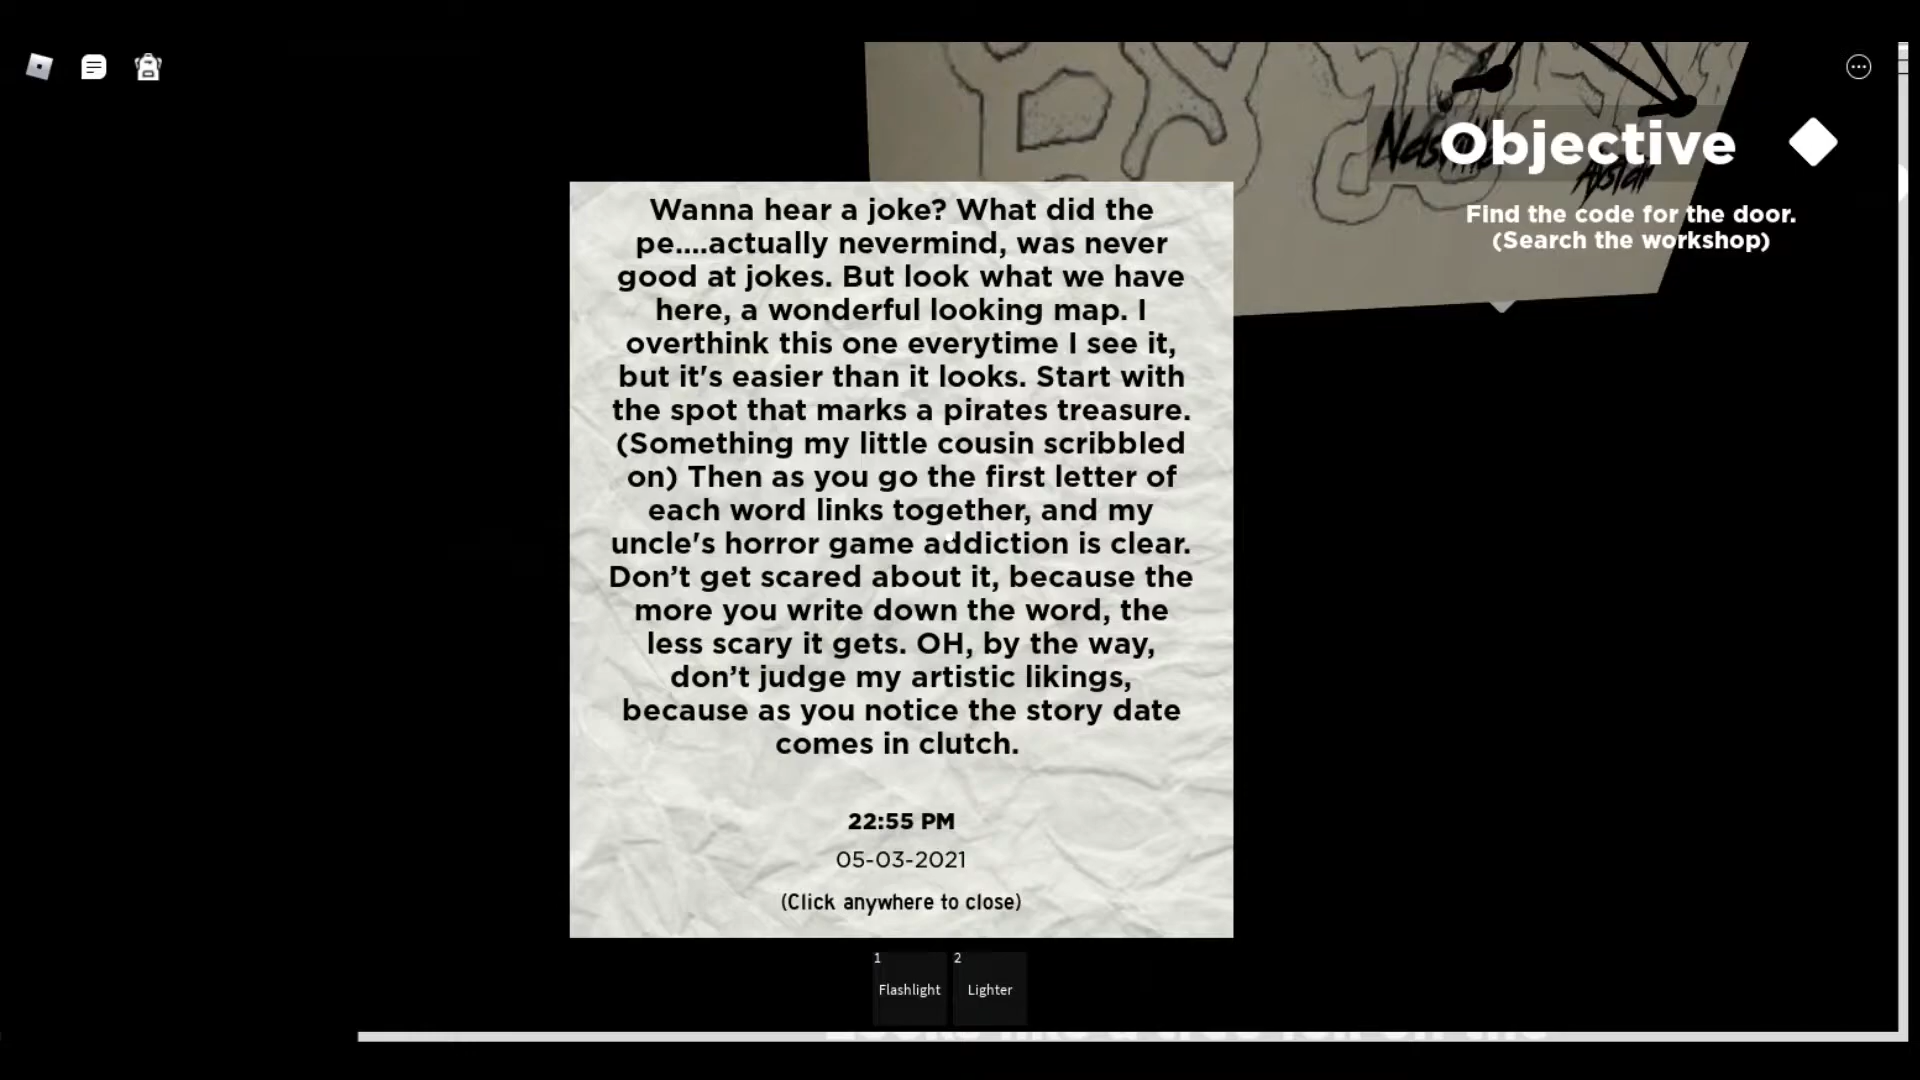 Objective
Find the code for the door.
(Search the workshop)
Wanna hear a joke? What did the
pe....actually nevermind, was never
good at jokes. But look what we have
here, a wonderful looking map. I
overthink this one everytime I see it,
but it's easier than it looks. Start with
the spot that marks a pirates treasure.
(Something my little cousin scribbled
on) Then as you go the first letter of
each word links together, and my
uncle's horror game addiction is clear.
Don’t get scared about it, because the
more you write down the word, the
less scary it gets. OH, by the way,
don’t judge my artistic likings,
because as you notice the story date
comes in clutch.
22:55 PM
05-03-2021
(Click anywhere to close)
1
Flashlight
2
Lighter